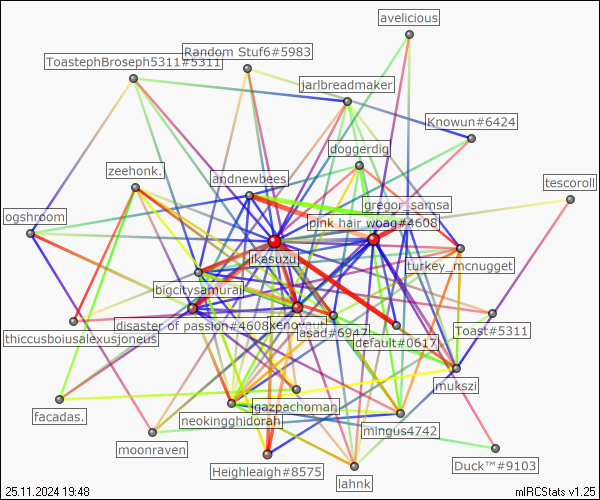 avelicious
Random Stuf6#5983
ToastephBroseph5311#5311
jarlbreadmaker
Knowun#6424
doggerdig
zeehonk.
andnewbees
tescoroll
gregor_samsa
ogshroom
pink hair woag#4608
jikasuzu
turkey_mcnugget
bigcitysamurai
disaster of passion#4608
xenovaut
asad#6947
Toast#5311
thiccusboiusalexusjoneus
default#0617
mukszi
gazpachoman
facadas.
neokingghidorah
mingus4742
moonraven
Heighleaigh#8575
Duck™#9103
lahnk
25.11.2024 19:48
mIRCStats v1.25